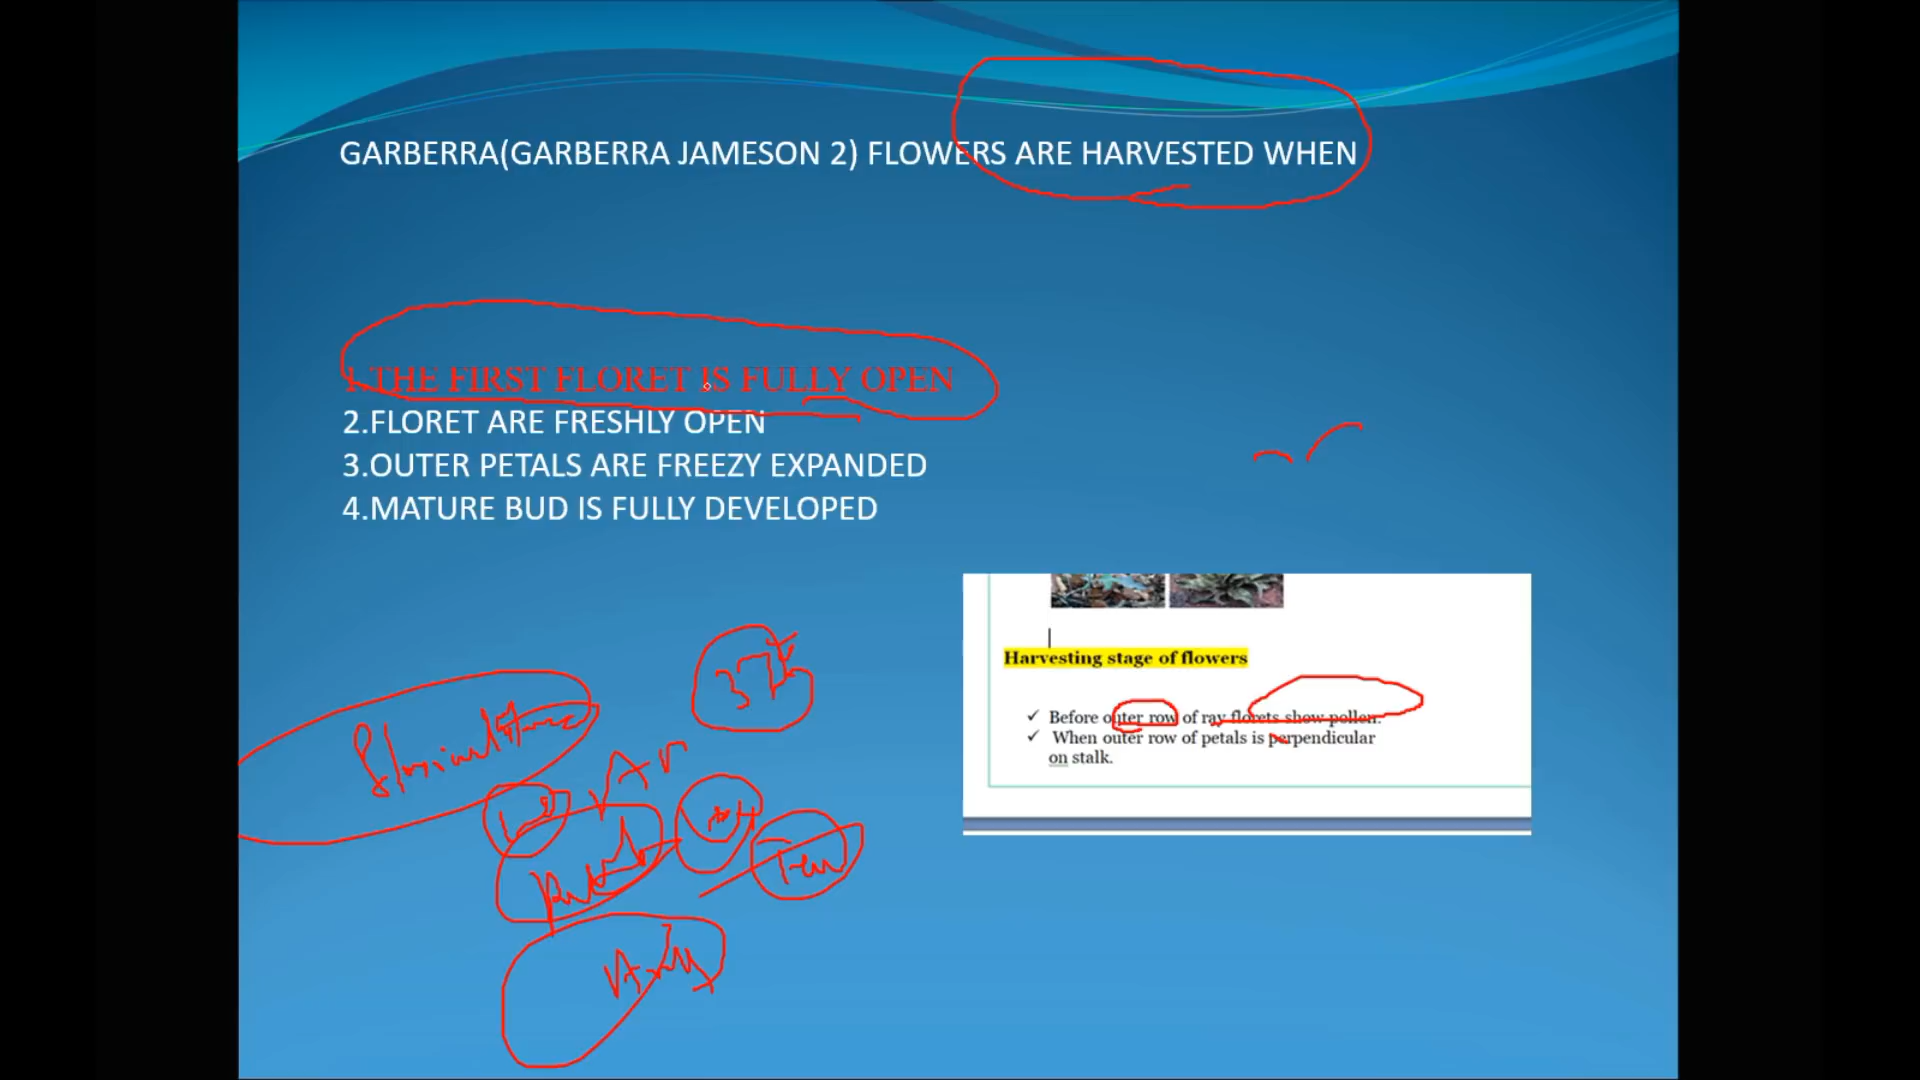 GARBERRA(GARBERRA JAMESON 2) FLOWERS ARE HARVESTED WHEN
1.THE FIRST FLORET IS FULLY OPEN
2.FLORET ARE FRESHLY OPEN
3.OUTER PETALS ARE FREEZY EXPANDED
4.MATURE BUD IS FULLY DEVELOPED
Harvesting stage of flowers
✓ Before outer row of ray florets show pollen.
✓ When outer row of petals is perpendicular
on stalk.